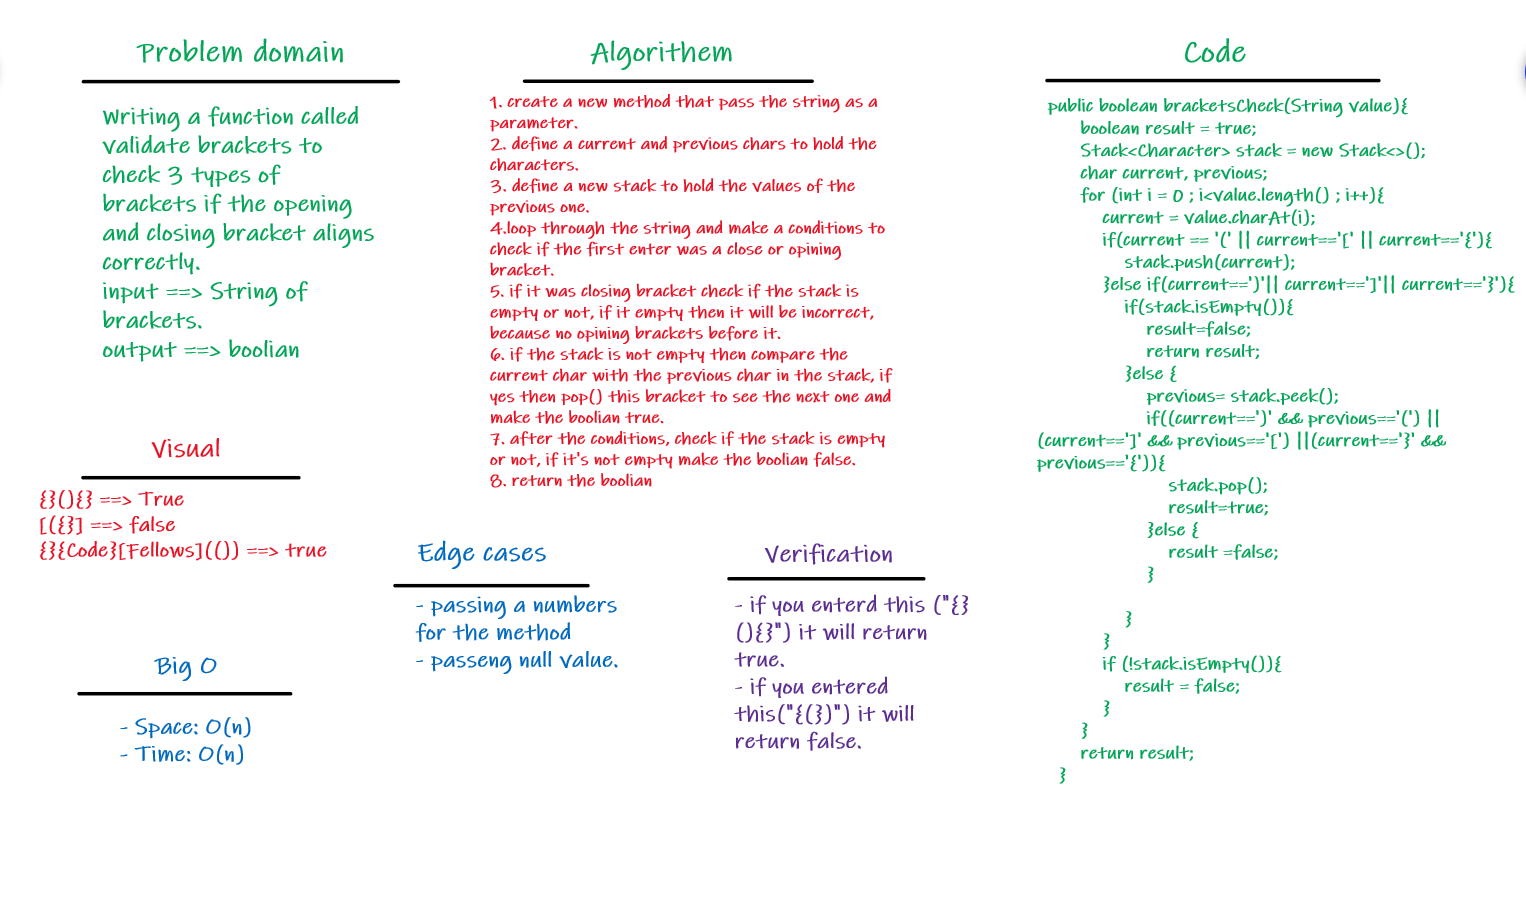 Problem domain
Writing a function called
validate brackets to
check 3 types of
brackets if the opening
and closing bracket aligns
correctly.
input ==> String of
brackets.
output ==> boolian
Visual
{}(){} ==> True
[({}] ==> false
{}{Code}[Fellows](()) ==> true
Big O
- Space: O(n)
- Time: O(n)
Algorithem
1. create a new method that pass the string as a
parameter.
2. define a current and previous chars to hold the
characters.
3. define a new stack to hold the values of the
previous one.
4.loop through the string and make a conditions to
check if the first enter was a close or opining
bracket.
5. if it was closing bracket check if the stack is
empty or not, if it empty then it will be incorrect,
because no opining brackets before it.
6. if the stack is not empty then compare the
current char with the previous char in the stack, if
yes then pop() this bracket to see the next one and
make the boolian true.
7. after the conditions, check if the stack is empty
or not, if it's not empty make the boolian false.
8. return the boolian
Edge cases
- passing a numbers
for the method
- passeng null value.
Verification
- if you enterd this ("{}
(){}") it will return
true.
- if you entered
this("{(})") it will
return false.
Code
public boolean bracketsCheck(String value){
boolean result = true;
Stack<Character> stack = new Stack<>();
char current, previous;
for (int i = 0 ; i<value.length() ; i++){
current = value.charAt(i);
if(current == '(' || current=='[' || current=='{'){
stack.push(current);
}else if(current==')'|| current==']'|| current=='}'){
if(stack.isEmpty()){
result=false;
return result;
}else {
previous= stack.peek();
if((current==')' && previous=='(') ||
(current==']' && previous=='[') ||(current=='}' &&
previous=='{')){
stack.pop();
result=true;
}else {
result =false;
}
}
}
if (!stack.isEmpty()){
result = false;
}
}
return result;
}